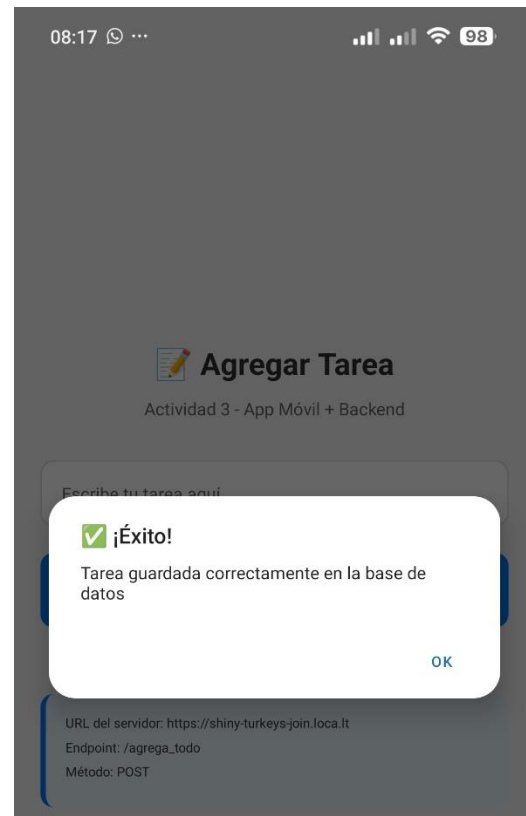 08:17 ...
98
Agregar Tarea
Actividad 3 - App Móvil + Backend
Escribe tu tarea aquí
¡Éxito!
Tarea guardada correctamente en la base de
datos
OK
URL del servidor: https://shiny-turkeys-join.loca.lt
Endpoint: /agrega_todo
Método: POST